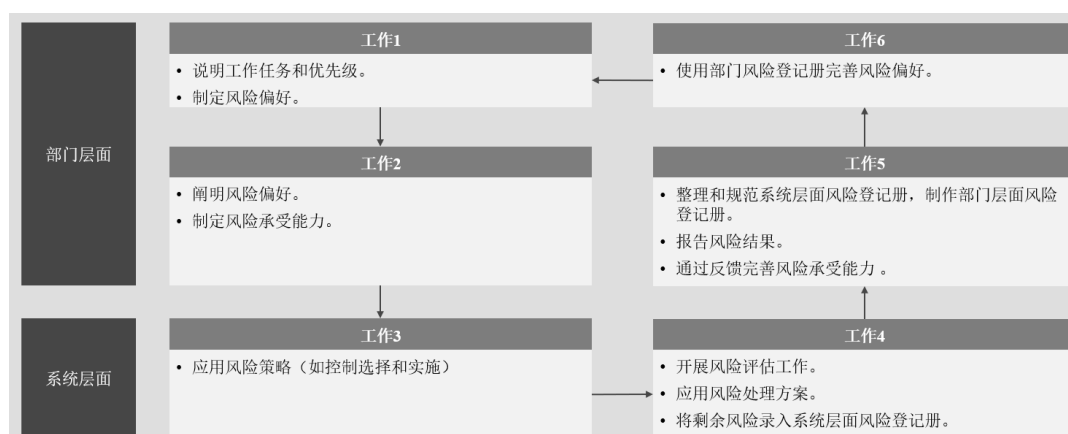 部门层面
工作1
• 说明工作任务和优先级。
• 制定风险偏好。
工作6
• 使用部门风险登记册完善风险偏好。
工作2
• 阐明风险偏好。
• 制定风险承受能力。
工作5
• 整理和规范系统层面风险登记册，制作部门层面风险
登记册。
• 报告风险结果。
• 通过反馈完善风险承受能力 。
系统层面
工作3
• 应用风险策略（如控制选择和实施）
工作4
• 开展风险评估工作。
• 应用风险处理方案。
• 将剩余风险录入系统层面风险登记册。